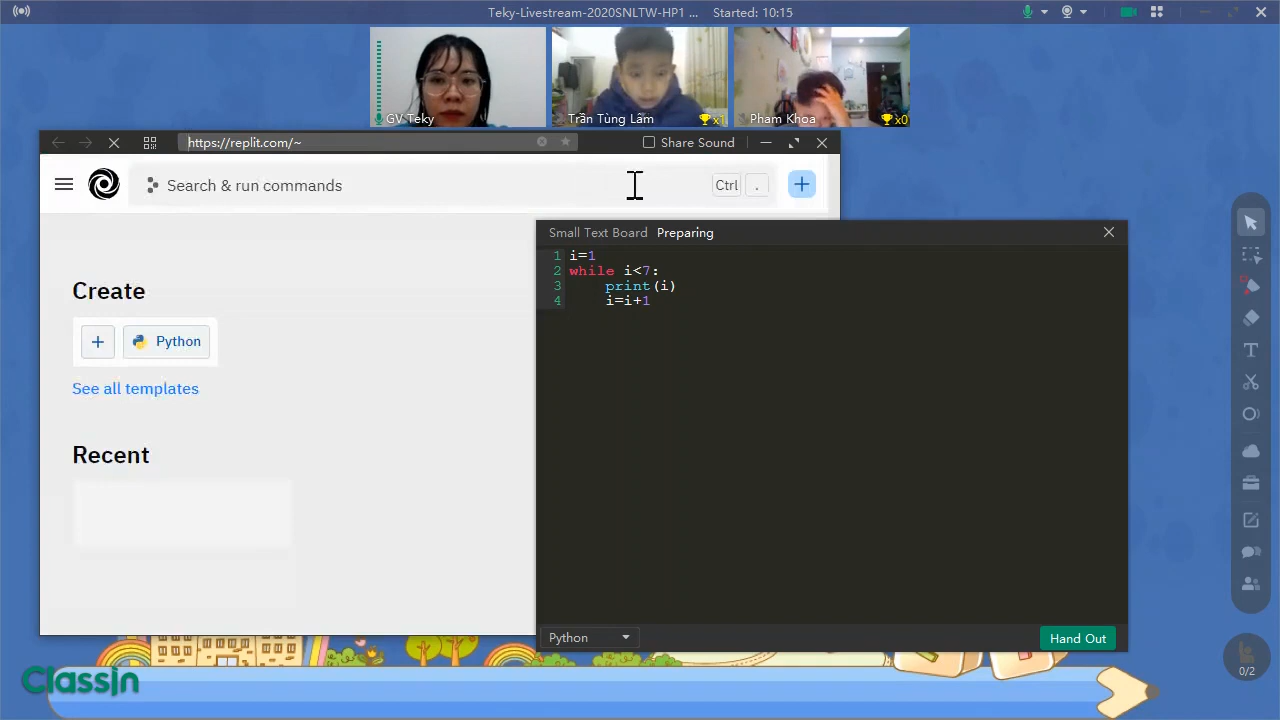 Teky-Livestream-2020SNLTW-HP1 ... Started: 10:15
GV Teky
Trần Tùng Lâm
x1
Pham Khoa
x0
https://replit.com/~
Share Sound
Search & run commands
Ctrl .
Create
Python
See all templates
Recent
Small Text Board Preparing
1 i=1
2 while i<7:
3 print(i)
4 i=i+1
Python
Hand Out
0/2
ClassIn